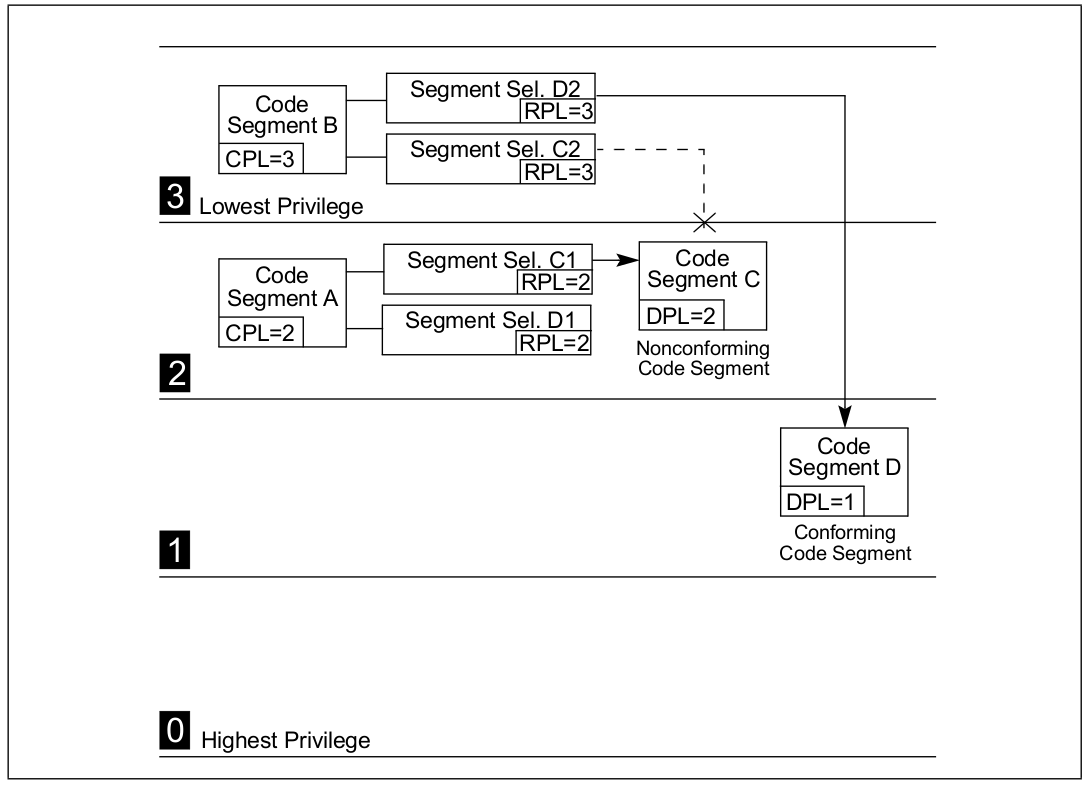 Code
Segment B
CPL=3
Segment Sel. D2
RPL=3
Segment Sel. C2
RPL=3
3
Lowest Privilege
Code
Segment A
CPL=2
Segment Sel. C1
RPL=2
Segment Sel. D1
RPL=2
Code
Segment C
DPL=2
Nonconforming
Code Segment
2
Code
Segment D
DPL=1
Conforming
Code Segment
1
0
Highest Privilege